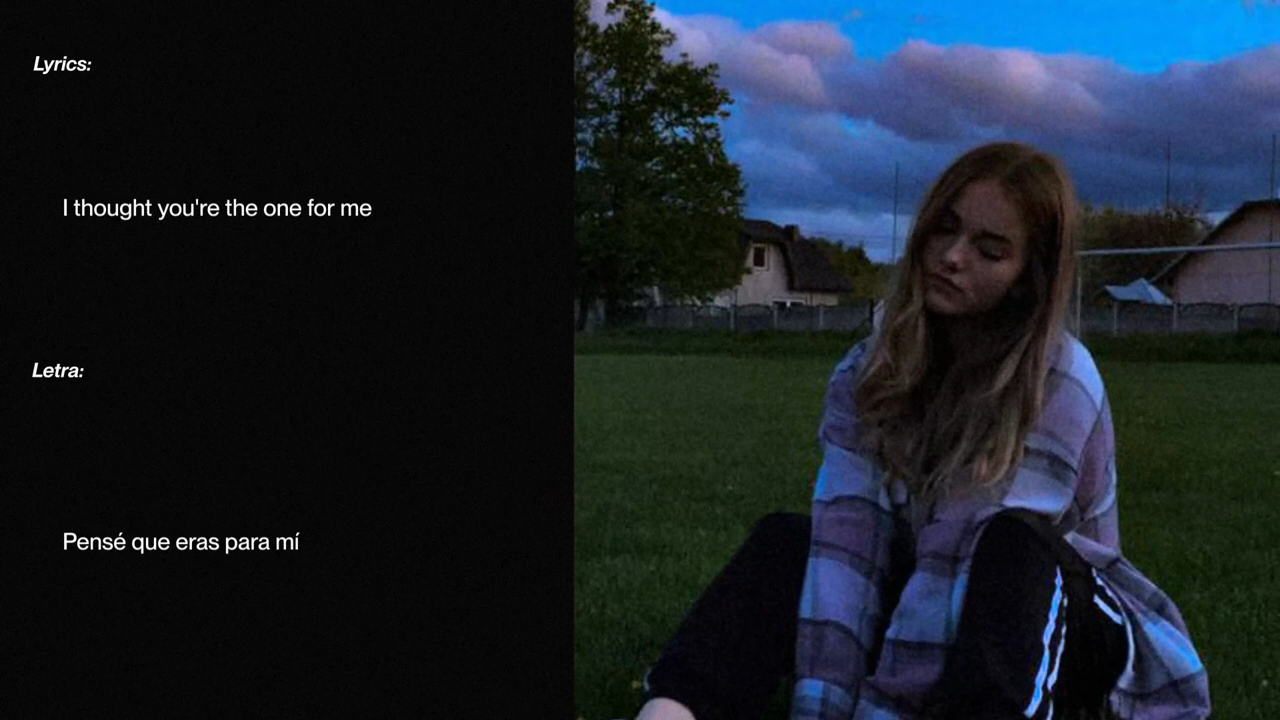 Lyrics:
I thought you're the one for me
Letra:
Pensé que eras para mí